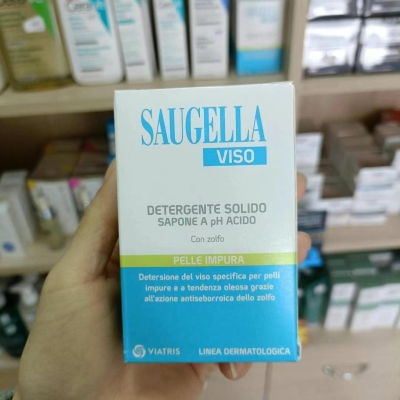 SAUGELLA
VISO
DETERGENTE SOLIDO
SAPONE A pH ACIDO
Con zolfo
PELLE IMPURA
Detersione del viso specifica per pelli
impure e a tendenza oleosa grazie
all'azione antiseborroica dello zolfo
VIATRIS
LINEA DERMATOLOGICA